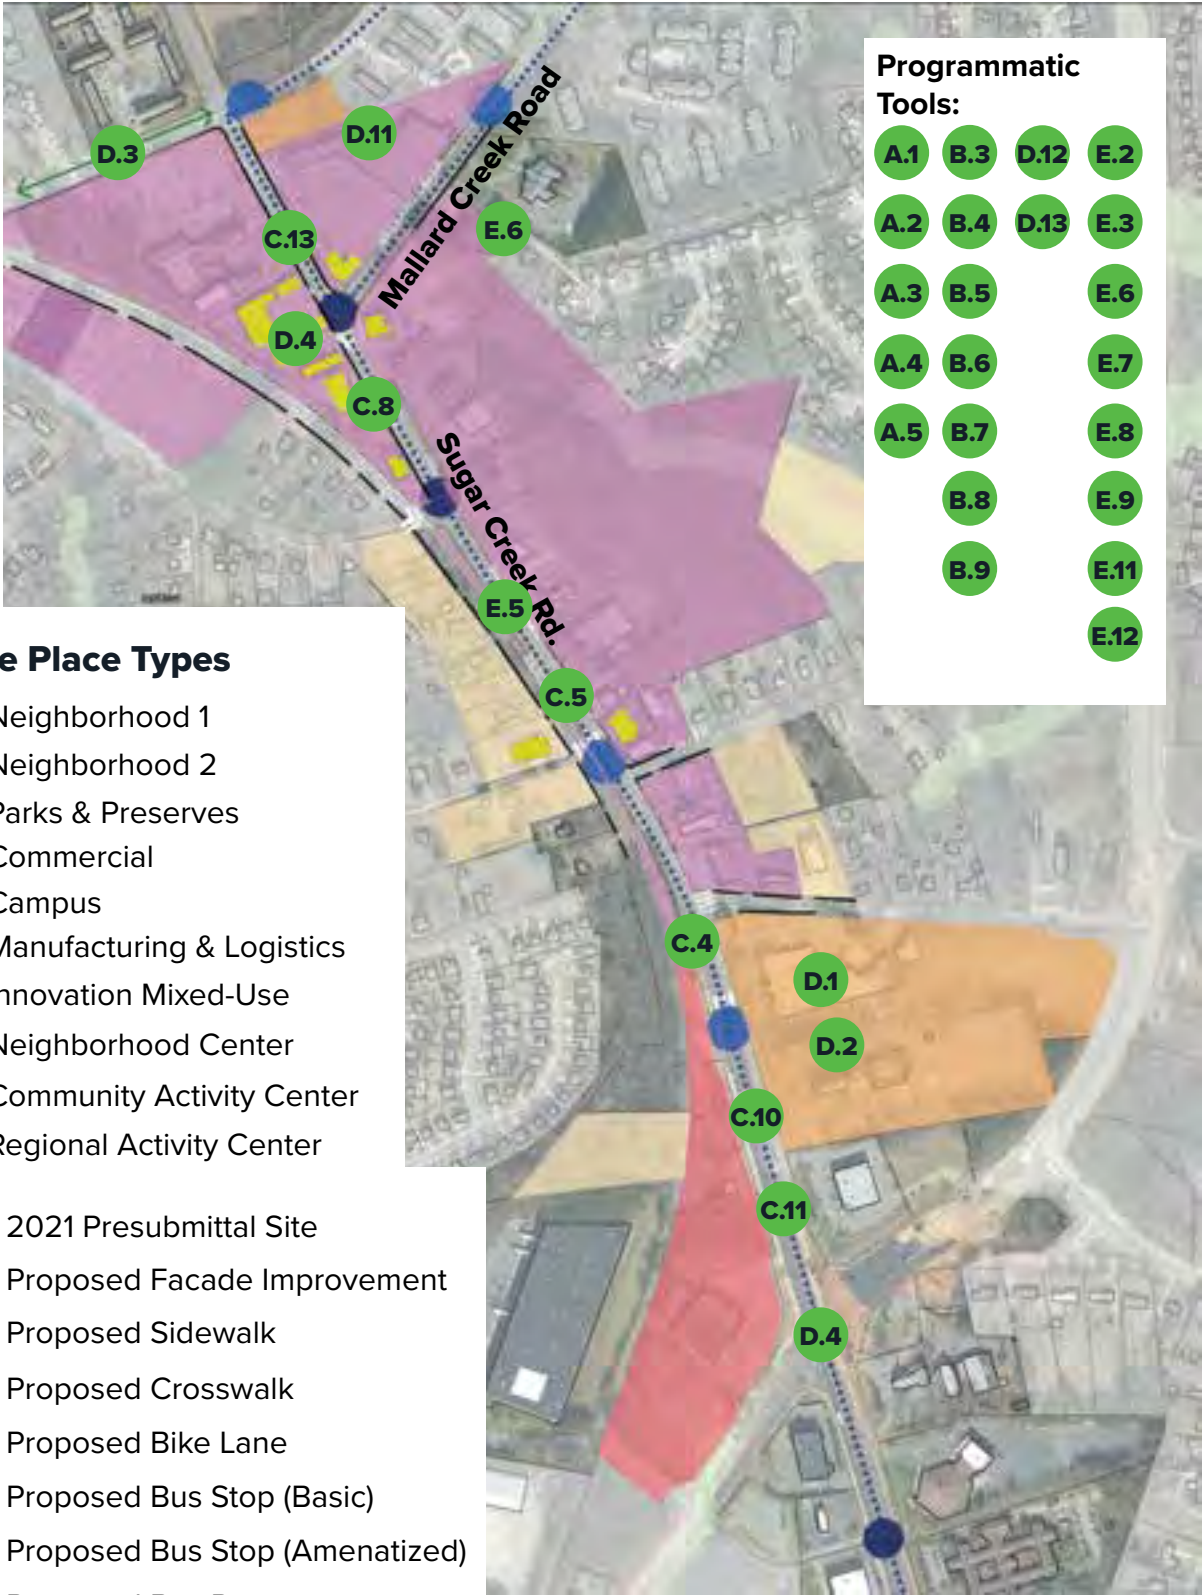 Programmatic
Tools:
A.1 B.3 D.12 E.2
A.2 B.4 D.13 E.3
A.3 B.5 E.6
A.4 B.6 E.7
A.5 B.7 E.8
B.8 E.9
B.9 E.11
E.12
D.3
D.11
Mallard Creek Road
E.6
C.13
D.4
C.8
Sugar Creek Rd.
E.5
C.5
C.4
D.1
D.2
C.10
C.11
D.4
e Place Types
Neighborhood 1
Neighborhood 2
Parks & Preserves
Commercial
Campus
Manufacturing & Logistics
Innovation Mixed-Use
Neighborhood Center
Community Activity Center
Regional Activity Center
2021 Presubmittal Site
Proposed Facade Improvement
Proposed Sidewalk
Proposed Crosswalk
Proposed Bike Lane
Proposed Bus Stop (Basic)
Proposed Bus Stop (Amenatized)